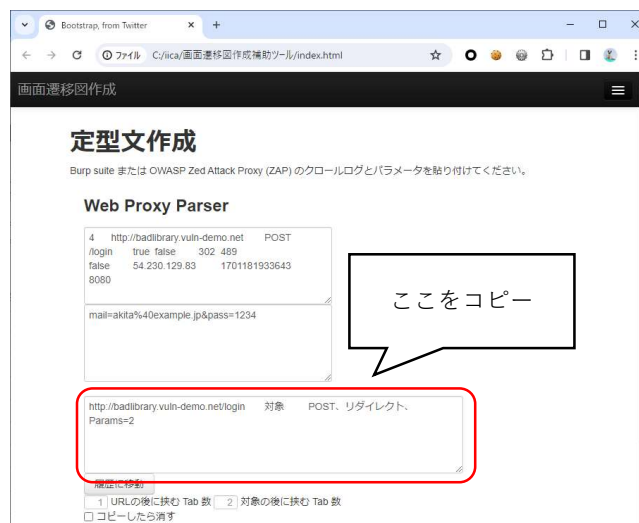 Bootstrap, from Twitter
ファイル C:/iica/画面遷移図作成補助ツール/index.html
画面遷移図作成
定型文作成
Burp suite または OWASP Zed Attack Proxy (ZAP) のクロールログとパラメータを貼り付けてください。
Web Proxy Parser
4 http://badlibrary.vuln-demo.net POST
/login true false 302 489
false 54.230.129.83 1701181933643
8080
mail=akita%40example.jp&pass=1234
ここをコピー
http://badlibrary.vuln-demo.net/login 対象 POST、リダイレクト、
Params=2
履歴に移動
1 URLの後に挟む Tab 数 2 対象の後に挟む Tab 数
コピーしたら消す